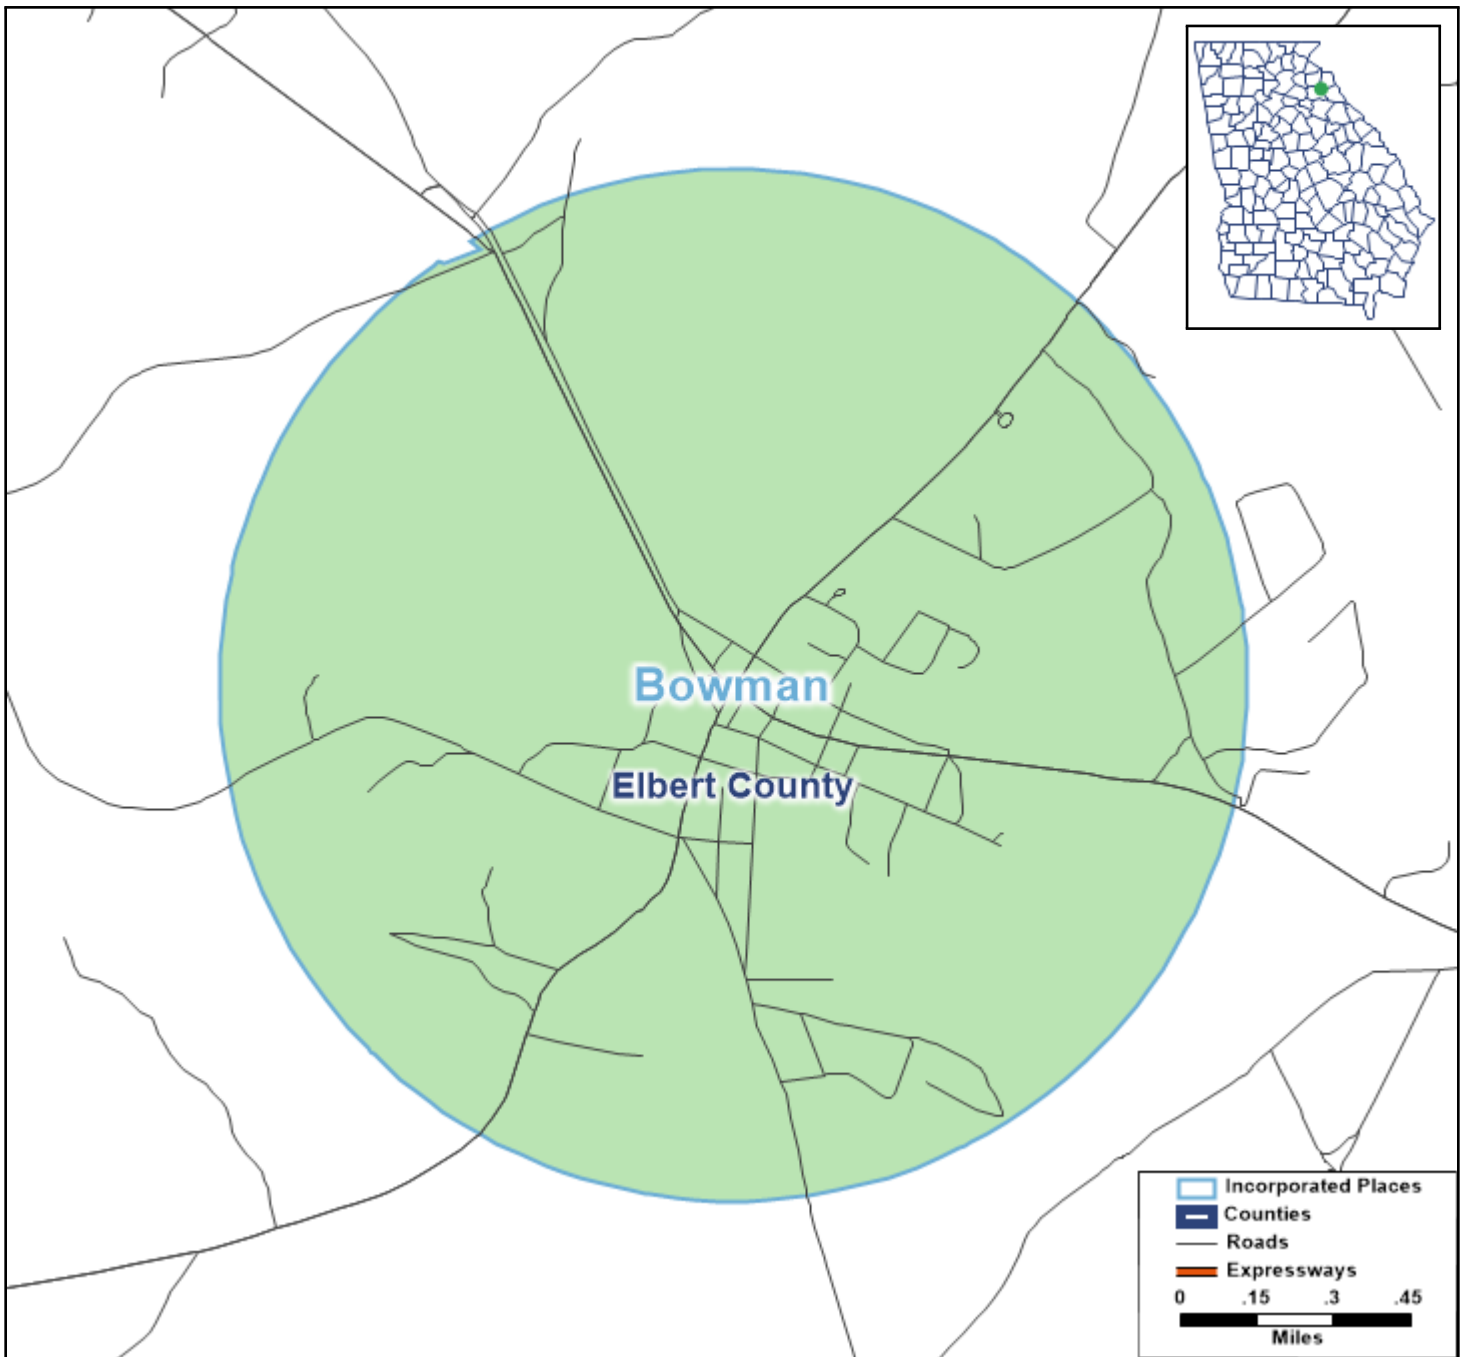 Bowman
Elbert County
Incorporated Places
Counties
Roads
Expressways
0 .15 .3 .45
Miles